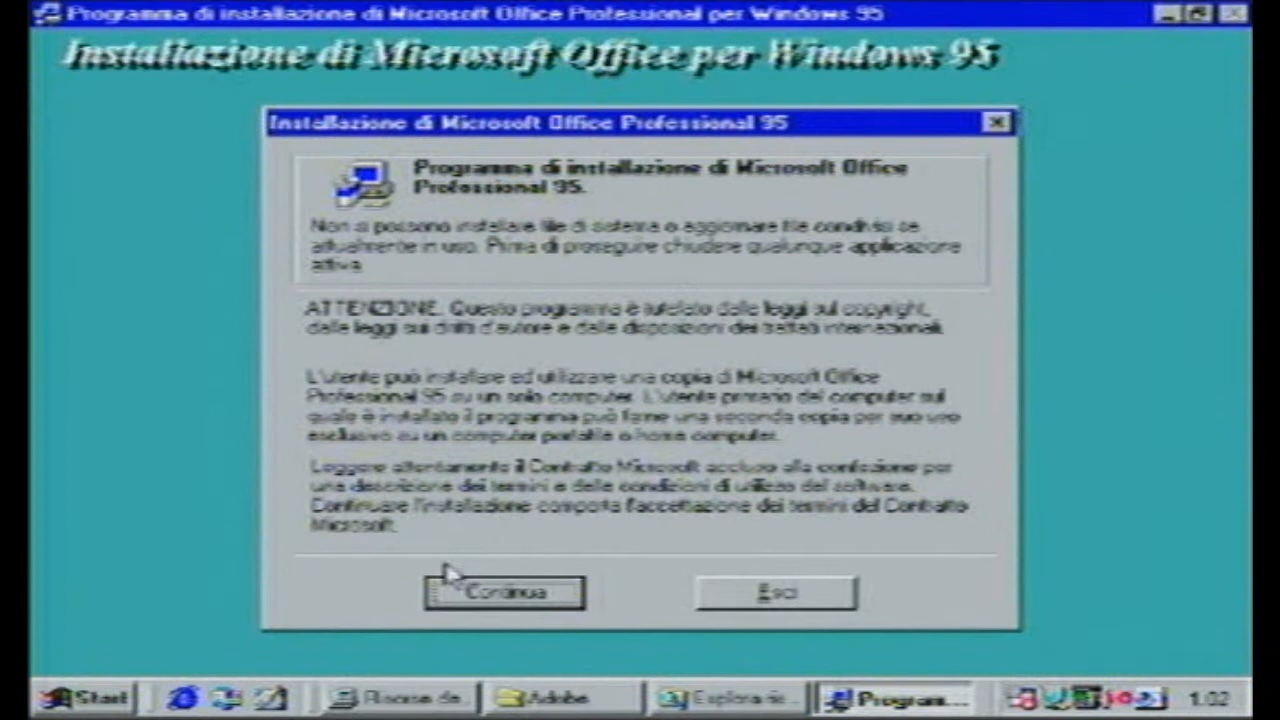 Programma di installazione di Microsoft Office Professional per Windows 95
Installazione di Microsoft Office per Windows 95
Installazione di Microsoft Office Professional 95
Programma di installazione di Microsoft Office
Professional 95.
Non si possono installare file di sistema o aggiornare file condivisi se
attualmente in uso. Prima di proseguire chiudere qualunque applicazione
attiva.
ATTENZIONE. Questo programma è tutelato dalle leggi sul copyright,
dalle leggi sui diritti d'autore e dalle disposizioni dei trattati internazionali.
L'utente può installare ed utilizzare una copia di Microsoft Office
Professional 95 su un solo computer. L'utente primario del computer sul
quale è installato il programma può farne una seconda copia per suo uso
esclusivo su un computer portatile o home computer.
Leggere attentamente il Contratto Microsoft accluso alla confezione per
una descrizione dei termini e delle condizioni di utilizzo del software.
Continuare l'installazione comporta l'accettazione dei termini del Contratto
Microsoft.
Continua Esci
Start Risorse de... Adobe Esplora ris... Program... 1.02